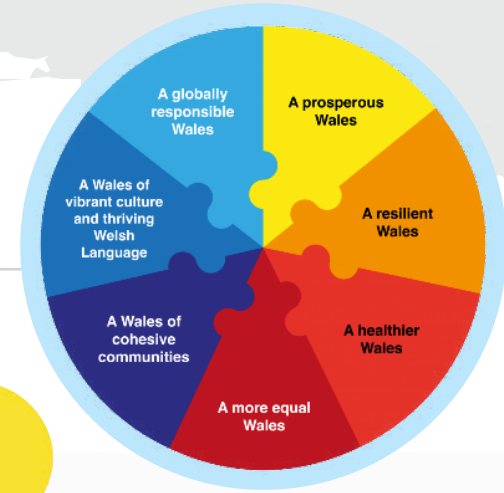 A prosperous
Wales
A resilient
Wales
A healthier
Wales
A more equal
Wales
A Wales of
cohesive
communities
A Wales of
vibrant culture
and thriving
Welsh
Language
A globally
responsible
Wales